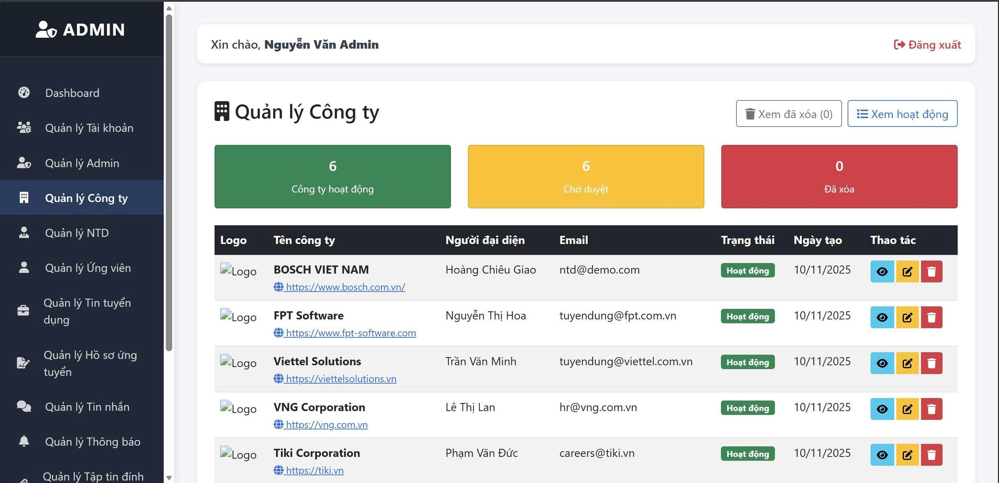 ADMIN
Dashboard
Quản lý Tài khoản
Quản lý Admin
Quản lý Công ty
Quản lý NTD
Quản lý Ứng viên
Quản lý Tin tuyển
dụng
Quản lý Hồ sơ ứng
tuyển
Quản lý Tin nhắn
Quản lý Thông báo
Quản lý Tập tin đính
Xin chào, Nguyễn Văn Admin
Đăng xuất
Quản lý Công ty
Xem đã xóa (0)
Xem hoạt động
6
Công ty hoạt động
6
Chờ duyệt
0
Đã xóa
Logo Tên công ty Người đại diện Email Trạng thái Ngày tạo Thao tác
Logo BOSCH VIET NAM Hoàng Chiêu Giao ntd@demo.com Hoạt động 10/11/2025
https://www.bosch.com.vn/
Logo FPT Software Nguyễn Thị Hoa tuyendung@fpt.com.vn Hoạt động 10/11/2025
https://www.fpt-software.com
Logo Viettel Solutions Trần Văn Minh tuyendung@viettel.com.vn Hoạt động 10/11/2025
https://viettelsolutions.vn
Logo VNG Corporation Lê Thị Lan hr@vng.com.vn Hoạt động 10/11/2025
https://vng.com.vn
Logo Tiki Corporation Phạm Văn Đức careers@tiki.vn Hoạt động 10/11/2025
https://tiki.vn